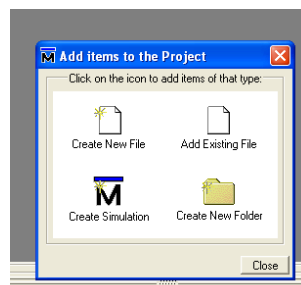 Add items to the Project
Click on the icon to add items of that type:
Create New File
Add Existing File
Create Simulation
Create New Folder
Close